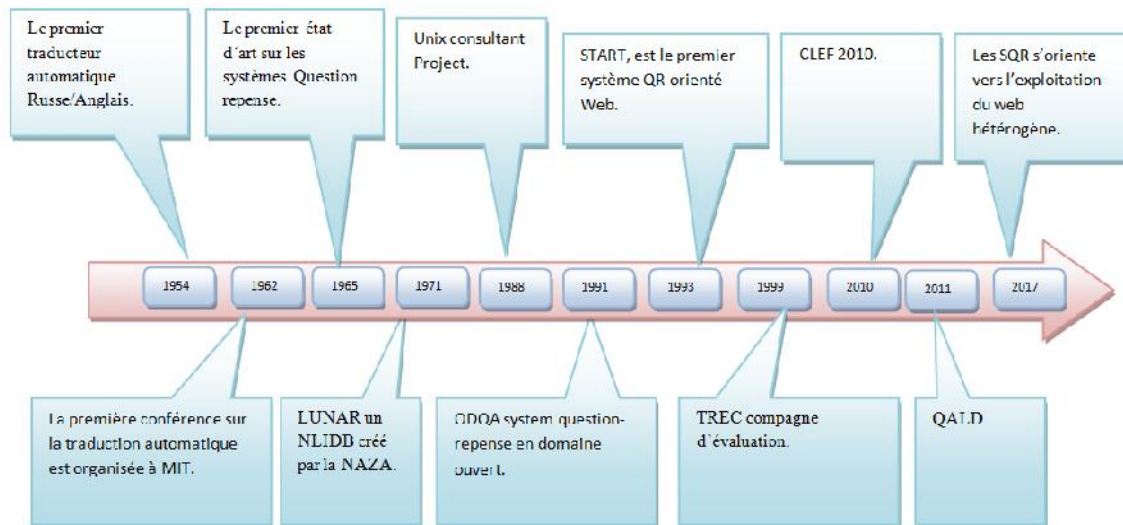 Le premier
traducteur
automatique
Russe/Anglais.
Le premier état
d'art sur les
systèmes Question
repense.
Unix consultant
Project.
START, est le premier
système QR orienté
Web.
CLEF 2010.
Les SQR s'oriente
vers l'exploitation
du web
hétérogène.
1954
1962
1965
1971
1988
1991
1993
1999
2010
2011
2017
La première conférence sur
la traduction automatique
est organisée à MIT.
LUNAR un
NLIDB créé
par la NAZA.
ODQA system question-
repense en domaine
ouvert.
TREC compagne
d'évaluation.
QALD